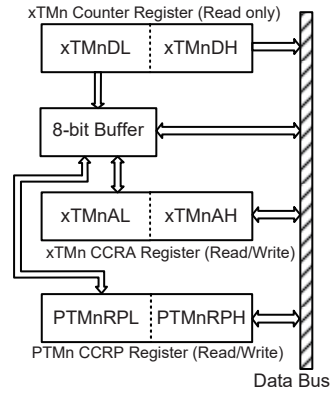 xTMn Counter Register (Read only)
xTMnDL xTMnDH
8-bit Buffer
xTMnAL xTMnAH
xTMn CCRA Register (Read/Write)
PTMnRPL PTMnRPH
PTMn CCRP Register (Read/Write)
Data Bus